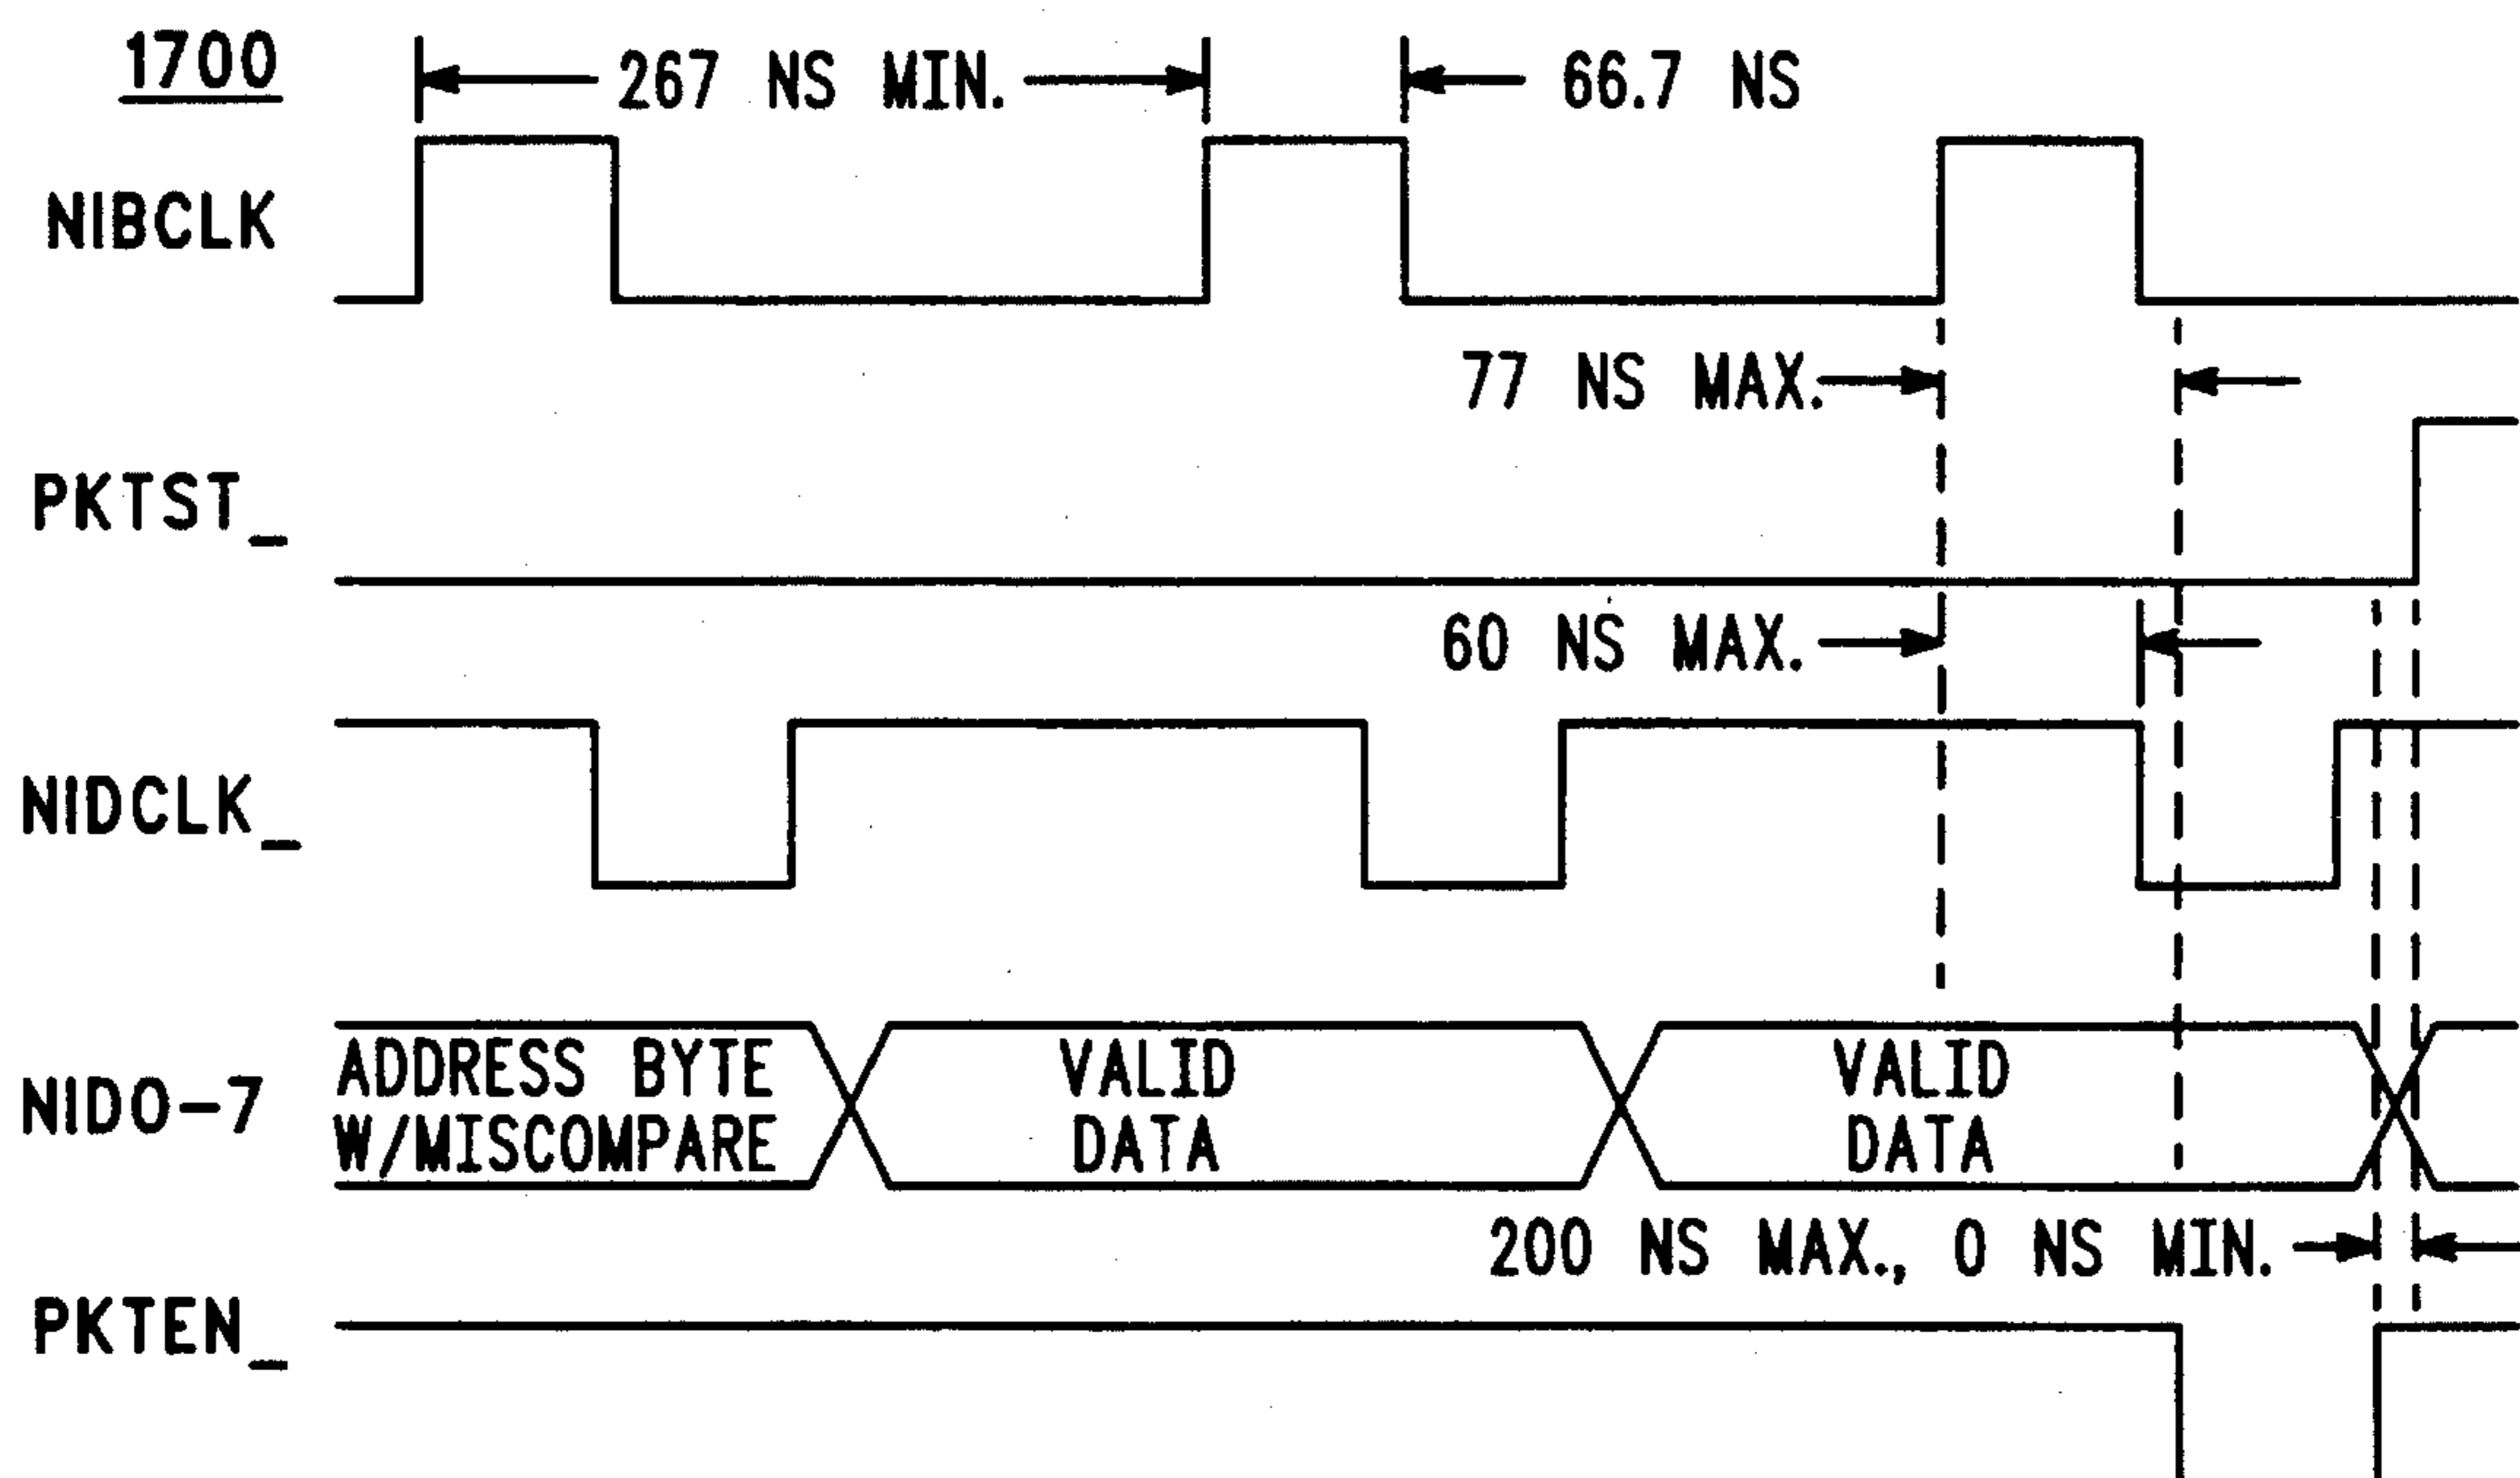 1700
267 NS MIN.
66.7 NS
NIBCLK
77 NS MAX.
PKTST_
60 NS MAX.
NIDCLK_
NIDO-7
ADDRESS BYTE
W/MISCOMPARE
VALID
DATA
VALID
DATA
200 NS MAX., 0 NS MIN.
PKTEN_